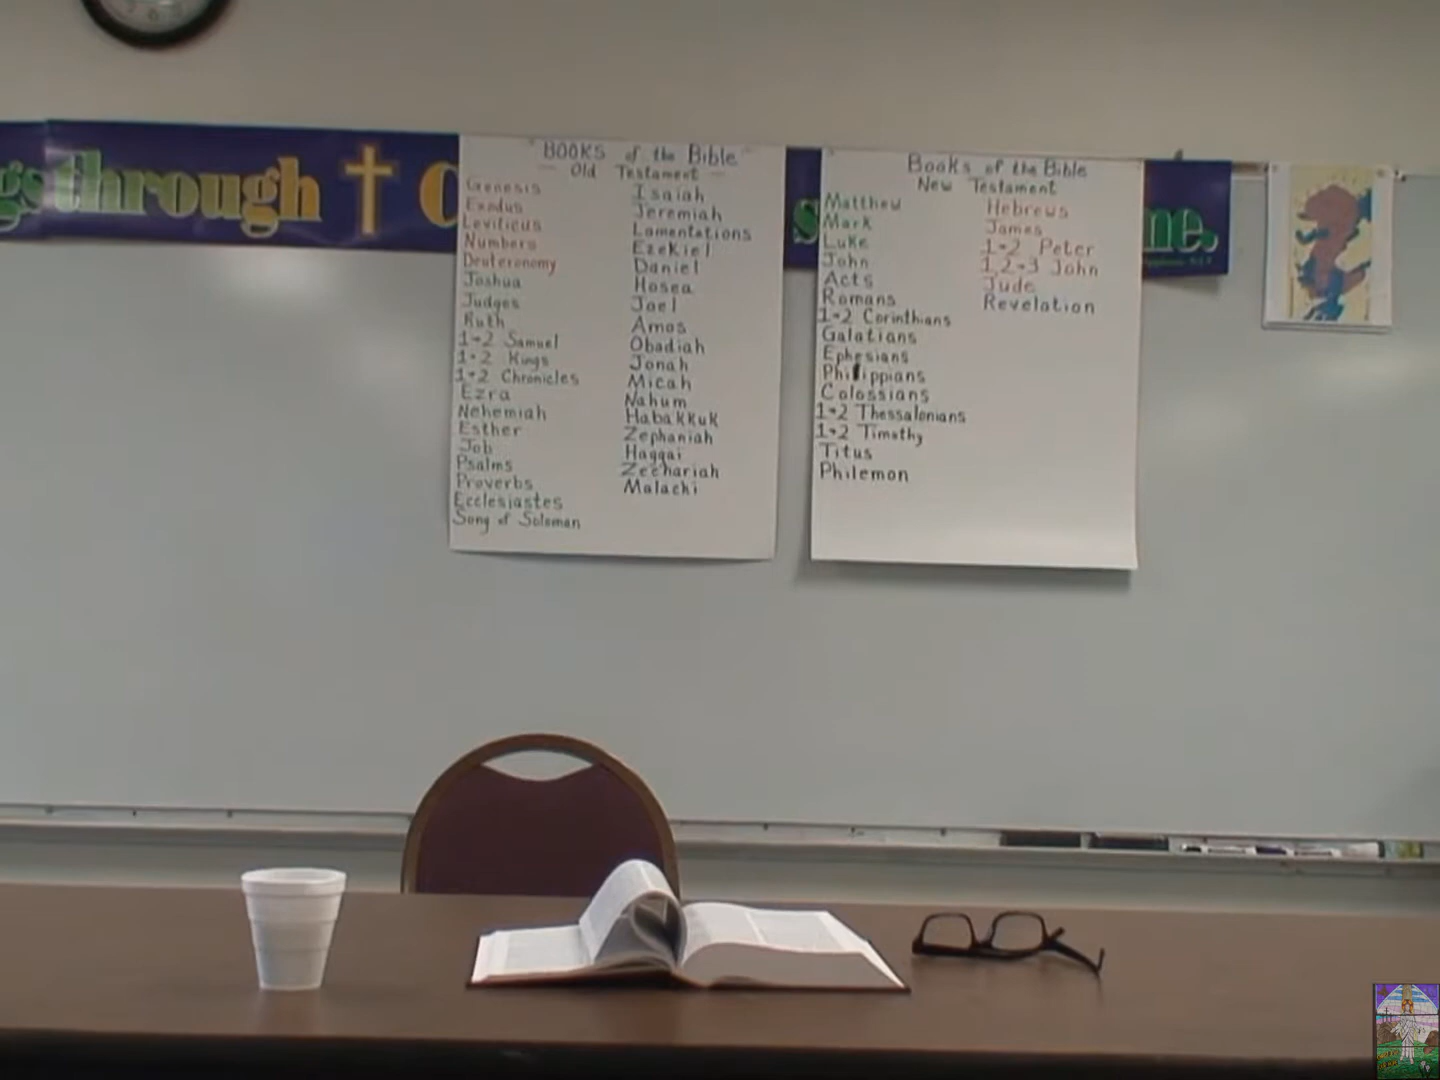 gs through C
s
me.
BOOKS of the Bible
Old Testament
Genesis
Exodus
Leviticus
Numbers
Deuteronomy
Joshua
Judges
Ruth
1+2 Samuel
1+2 Kings
1+2 Chronicles
Ezra
Nehemiah
Esther
Job
Psalms
Proverbs
Ecclesiastes
Song of Soloman
Isaiah
Jeremiah
Lamentations
Ezekiel
Daniel
Hosea
Joel
Amos
Obadiah
Jonah
Micah
Nahum
Habakkuk
Zephaniah
Haggai
Zechariah
Malachi
Books of the Bible
New Testament
Matthew
Mark
Luke
John
Acts
Romans
1+2 Corinthians
Galatians
Ephesians
Philippians
Colossians
1+2 Thessalonians
1+2 Timothy
Titus
Philemon
Hebrews
James
1+2 Peter
1,2+3 John
Jude
Revelation